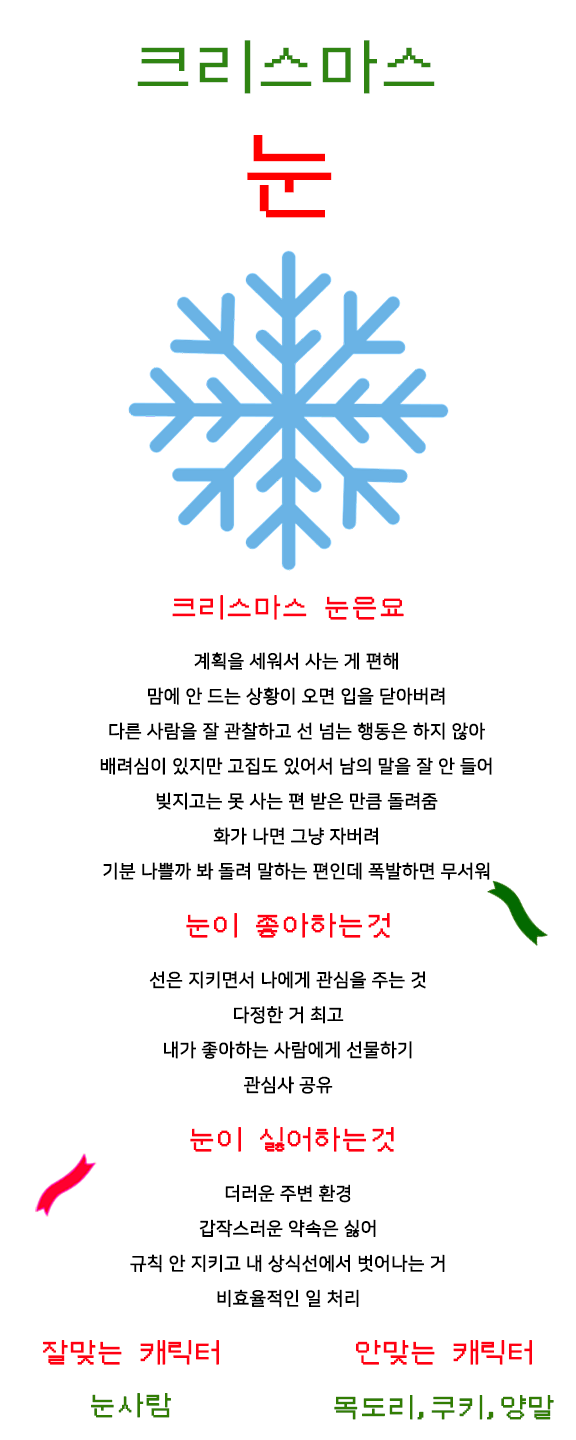 크리스마스
눈
크리스마스 눈은요
계획을 세워서 사는 게 편해
맘에 안 드는 상황이 오면 입을 닫아버려
다른 사람을 잘 관찰하고 선 넘는 행동은 하지 않아
배려심이 있지만 고집도 있어서 남의 말을 잘 안 들어
빚지고는 못 사는 편 받은 만큼 돌려줌
화가 나면 그냥 자버려
기분 나쁠까 봐 돌려 말하는 편인데 폭발하면 무서워
눈이 좋아하는것
선은 지키면서 나에게 관심을 주는 것
다정한 거 최고
내가 좋아하는 사람에게 선물하기
관심사 공유
눈이 싫어하는것
더러운 주변 환경
갑작스러운 약속은 싫어
규칙 안 지키고 내 상식선에서 벗어나는 거
비효율적인 일 처리
잘맞는 캐릭터
눈사람
안맞는 캐릭터
목도리, 쿠키, 양말